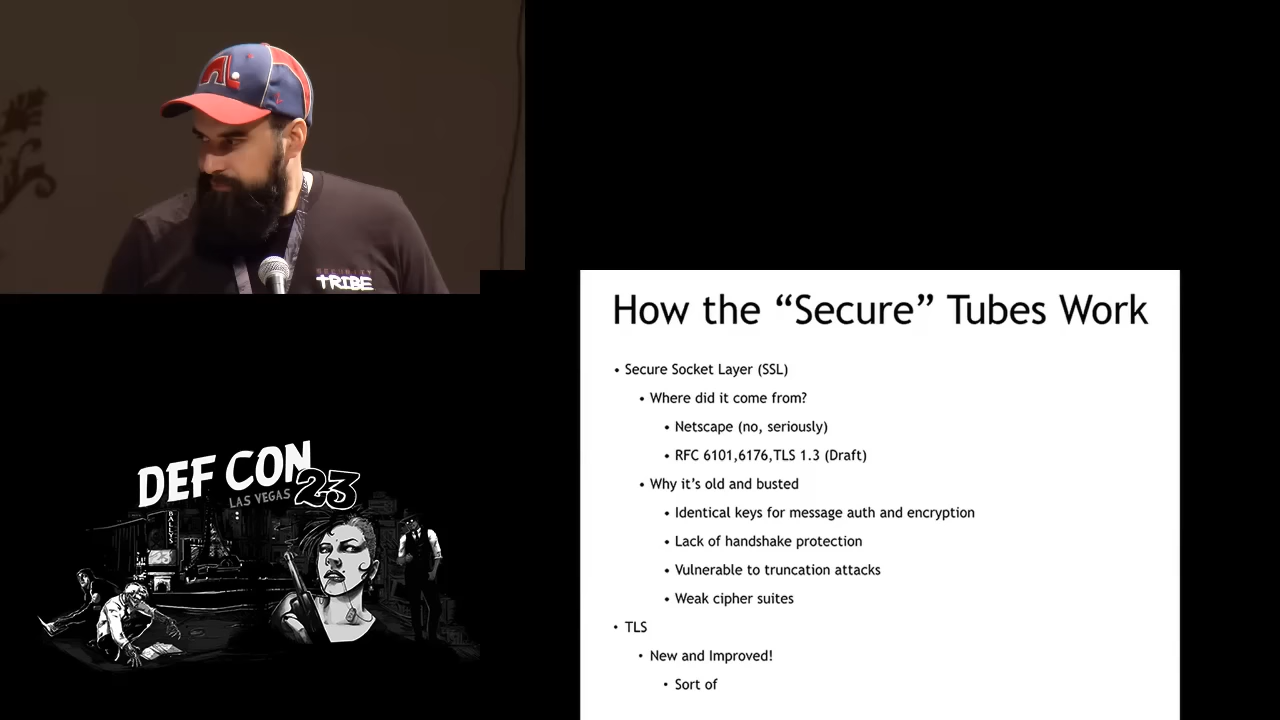 TRIBE
How the “Secure” Tubes Work
• Secure Socket Layer (SSL)
• Where did it come from?
• Netscape (no, seriously)
• RFC 6101,6176,TLS 1.3 (Draft)
• Why it’s old and busted
• Identical keys for message auth and encryption
• Lack of handshake protection
• Vulnerable to truncation attacks
• Weak cipher suites
• TLS
• New and Improved!
• Sort of
DEF CON
LAS VEGAS 23
BALLYS